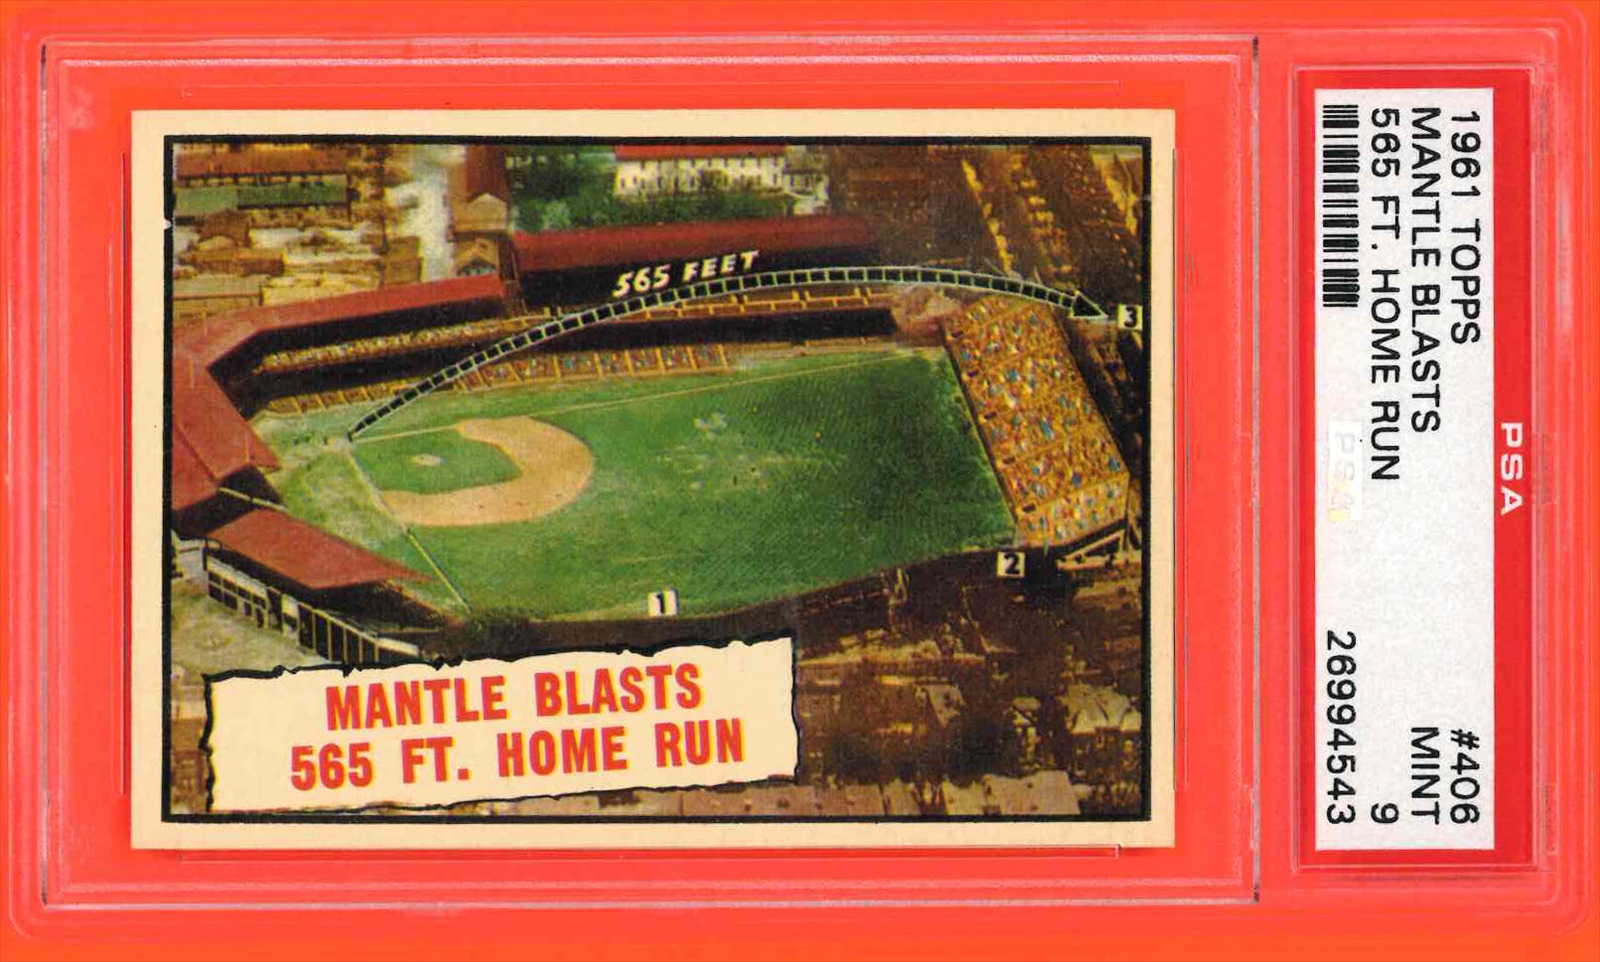 565 FEET
3
2
1
MANTLE BLASTS
565 FT. HOME RUN
1961 TOPPS #406
MANTLE BLASTS MINT
565 FT. HOME RUN 9
26994543
PSA
PSA